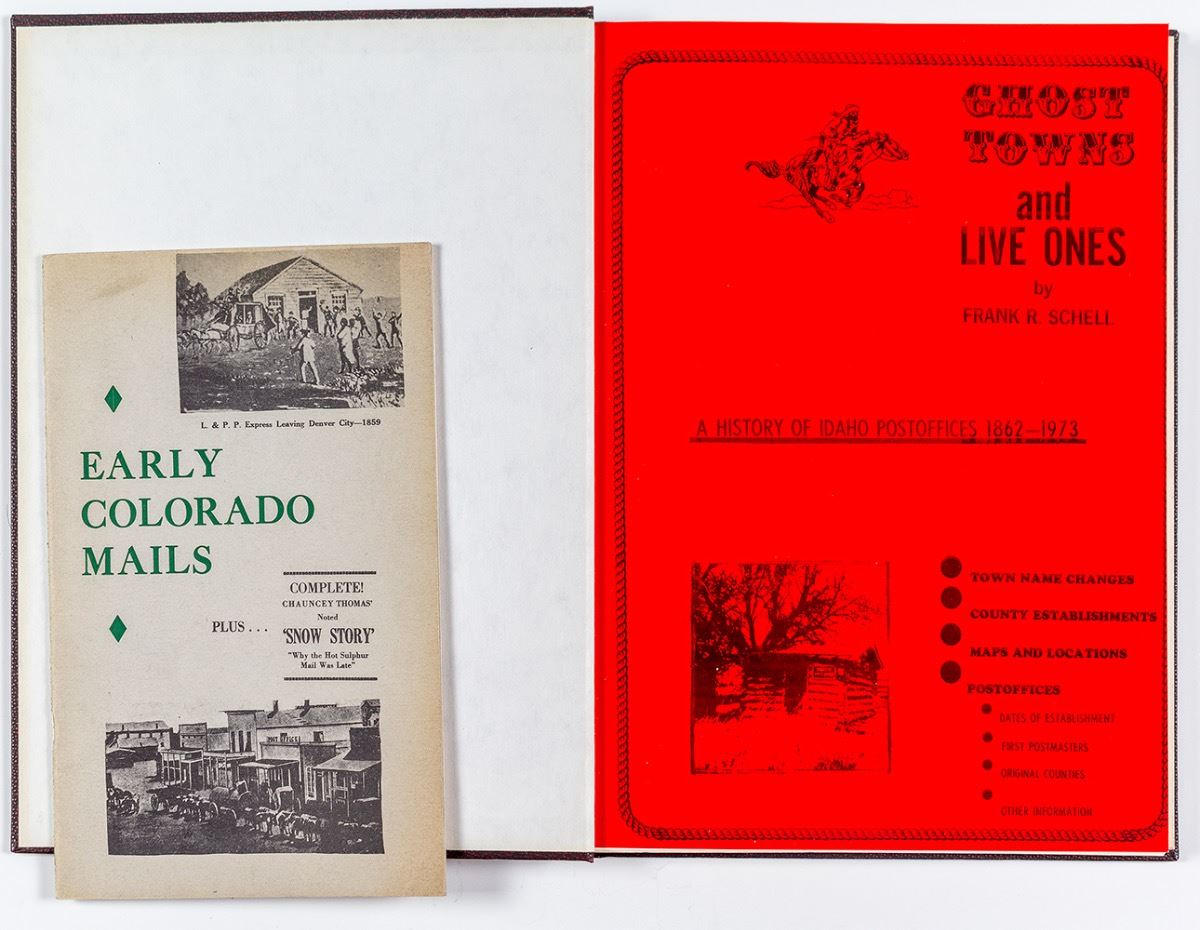 L. & P. P. Express Leaving Denver City—1859
EARLY
COLORADO
MAILS
PLUS . . .
COMPLETE!
CHAUNCEY THOMAS'
Noted
'SNOW STORY'
"Why the Hot Sulphur
Mail Was Late"
POST OFFICE
GHOST
TOWNS
and
LIVE ONES
by
FRANK R. SCHELL
A HISTORY OF IDAHO POSTOFFICES 1862—1973
TOWN NAME CHANGES
COUNTY ESTABLISHMENTS
MAPS AND LOCATIONS
POSTOFFICES
DATES OF ESTABLISHMENT
FIRST POSTMASTERS
ORIGINAL COUNTIES
OTHER INFORMATION